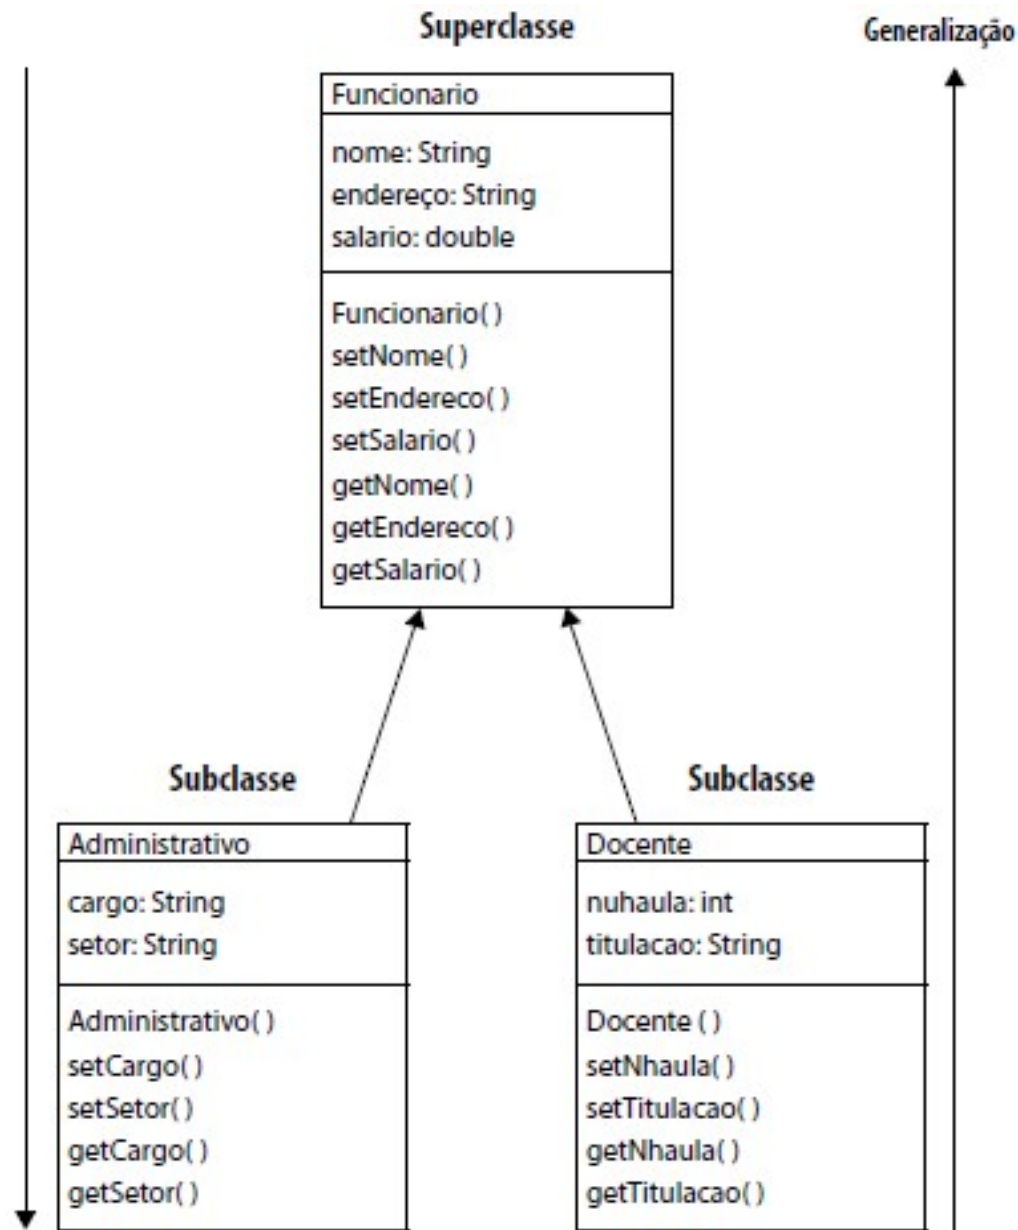 Superclasse
Generalização
Funcionario
nome: String
endereço: String
salario: double
Funcionario( )
setNome( )
setEndereco( )
setSalario( )
getNome( )
getEndereco( )
getSalario( )
Subclasse
Administrativo
cargo: String
setor: String
Administrativo( )
setCargo( )
setSetor( )
getCargo( )
getSetor( )
Subclasse
Docente
nuhaula: int
titulacao: String
Docente ( )
setNhaula( )
setTitulacao( )
getNhaula( )
getTitulacao( )